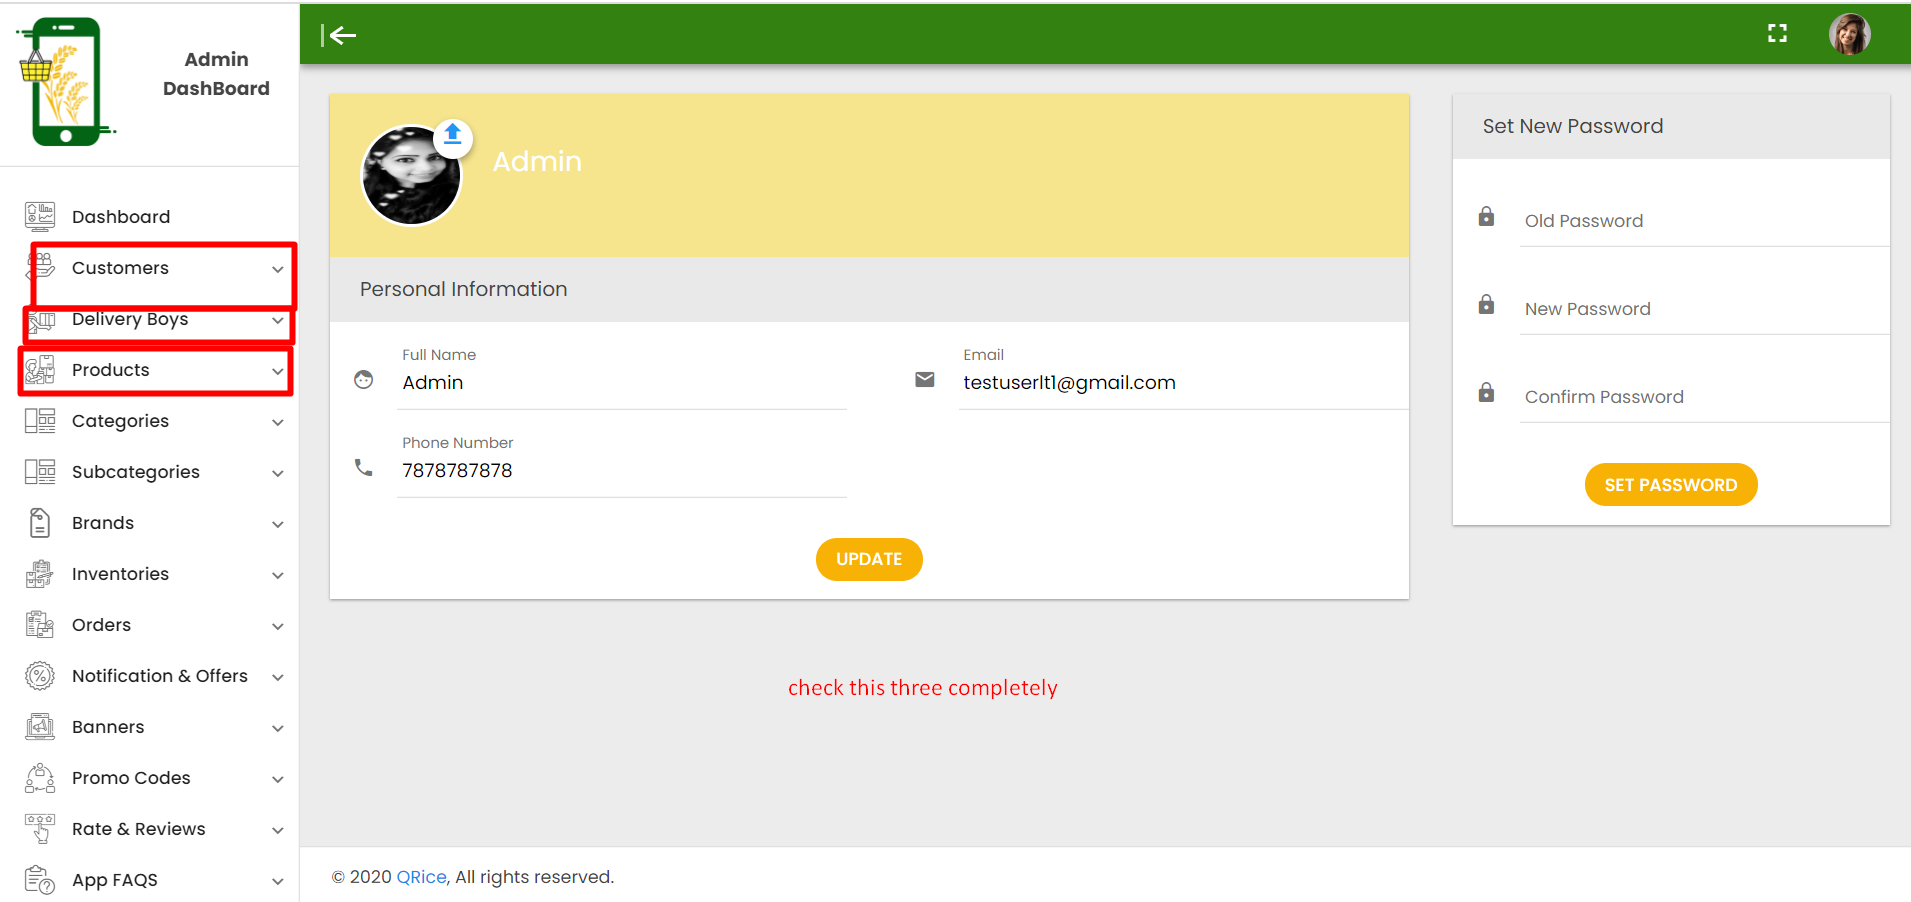 Admin
DashBoard
Dashboard
Customers
Delivery Boys
Products
Categories
Subcategories
Brands
Inventories
Orders
Notification & Offers
Banners
Promo Codes
Rate & Reviews
App FAQS
Admin
Personal Information
Full Name
Admin
Email
testuserlt1@gmail.com
Phone Number
7878787878
UPDATE
Set New Password
Old Password
New Password
Confirm Password
SET PASSWORD
check this three completely
© 2020 QRice, All rights reserved.